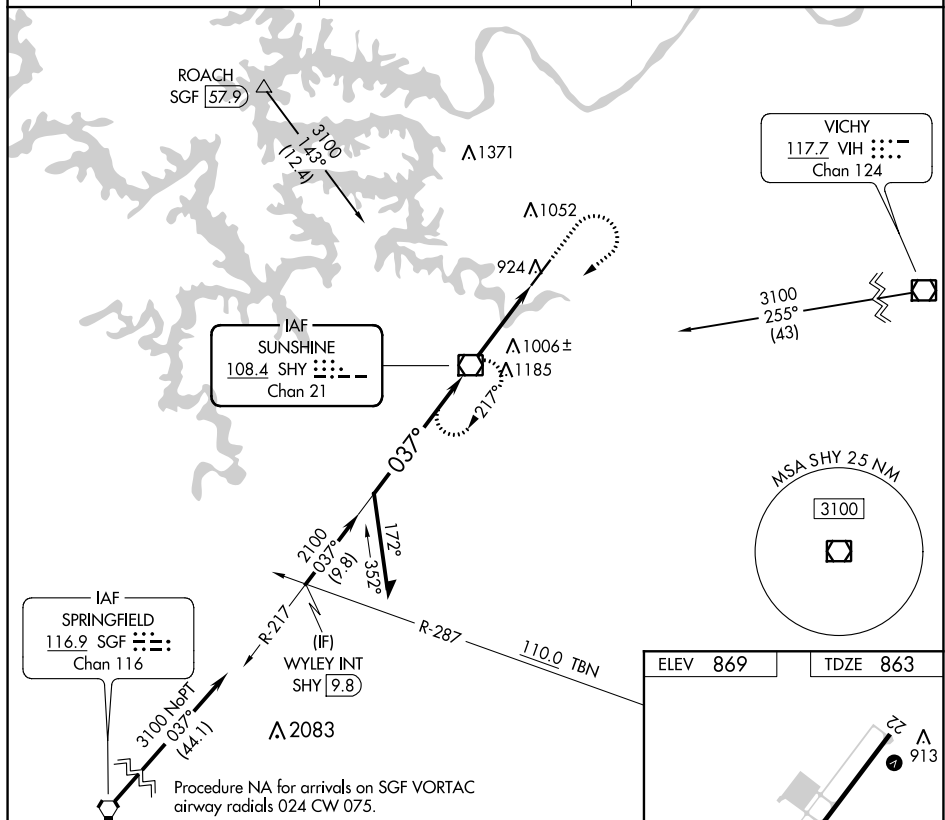 ROACH
SGF 57.9
3100
143°
(12.4)
1371
VICHY
117.7 VIH
Chan 124
1052
924
3100
255°
(43)
IAF
SUNSHINE
108.4 SHY
Chan 21
1006±
1185
217°
037°
MSA SHY 25 NM
3100
172°
352°
2100
037°
(9.8)
IAF
SPRINGFIELD
116.9 SGF
Chan 116
R-217
(IF)
WYLEY INT
SHY 9.8
R-287
110.0 TBN
ELEV 869
TDZE 863
3100 NoPT
037°
(44.1)
2083
22
913
V
Procedure NA for arrivals on SGF VORTAC
airway radials 024 CW 075.